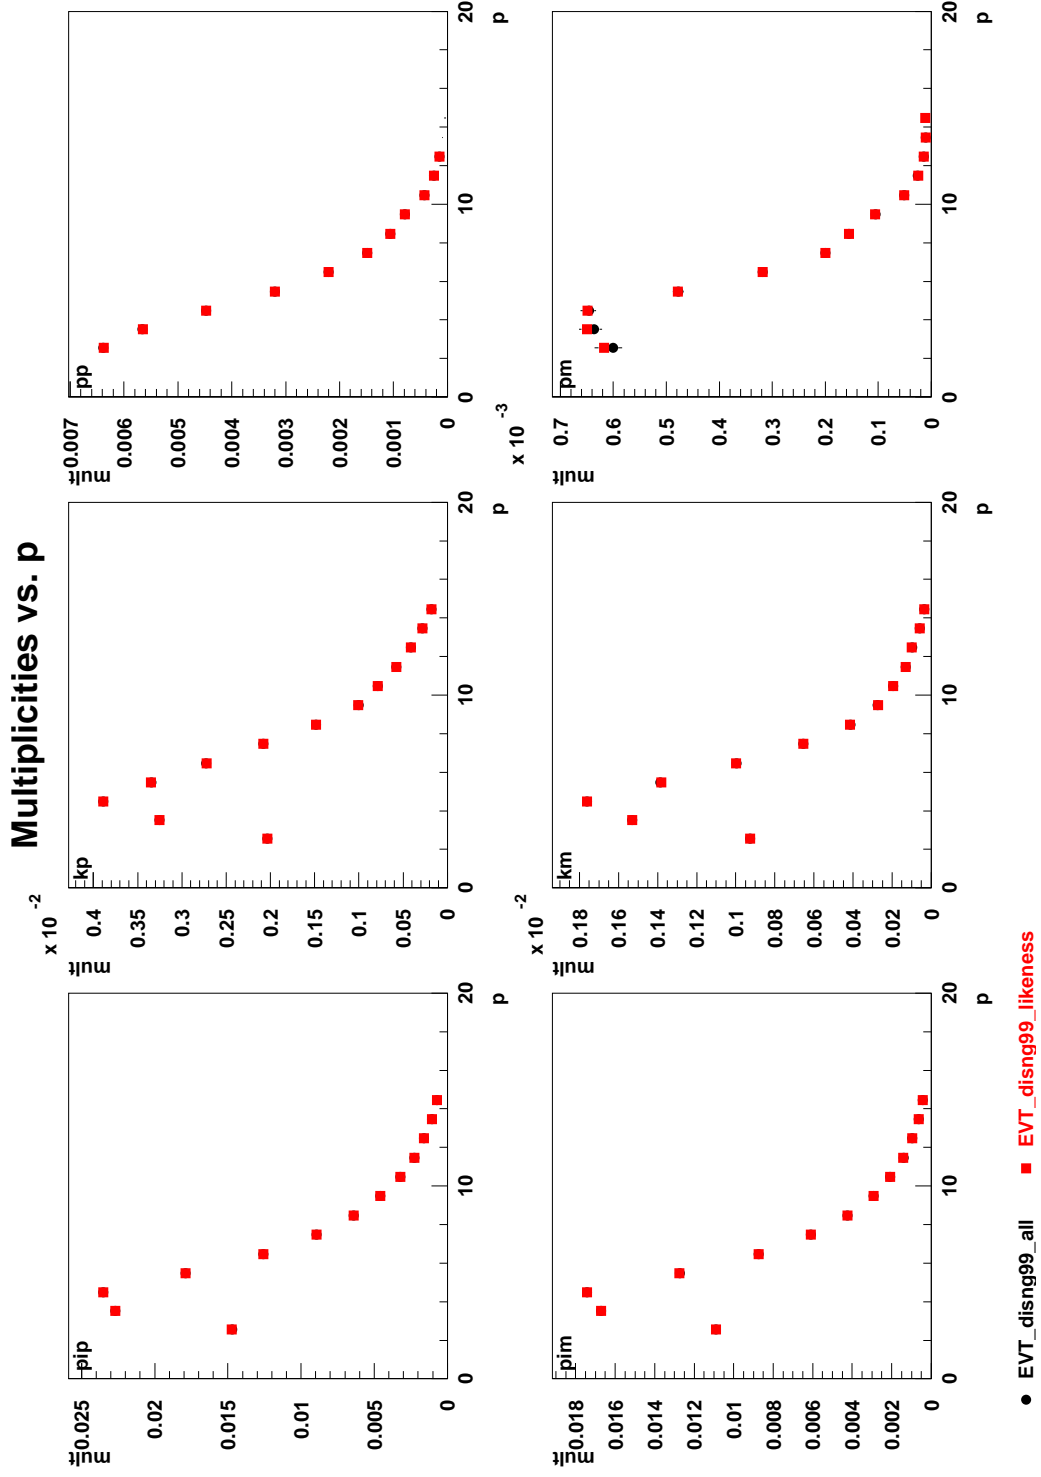 Multiplicities vs. p
mult
0.025
0.02
0.015
0.01
0.005
0
pip
0
10
20
p
x 10 -2
mult
0.4
0.35
0.3
0.25
0.2
0.15
0.1
0.05
0
kp
0
10
20
p
mult
0.007
0.006
0.005
0.004
0.003
0.002
0.001
0
pp
0
10
20
p
mult
0.018
0.016
0.014
0.012
0.01
0.008
0.006
0.004
0.002
0
pim
0
10
20
p
x 10 -2
mult
0.18
0.16
0.14
0.12
0.1
0.08
0.06
0.04
0.02
0
km
0
10
20
p
x 10 -3
mult
0.7
0.6
0.5
0.4
0.3
0.2
0.1
0
pm
0
10
20
p
EVT_disng99_all
EVT_disng99_likeness